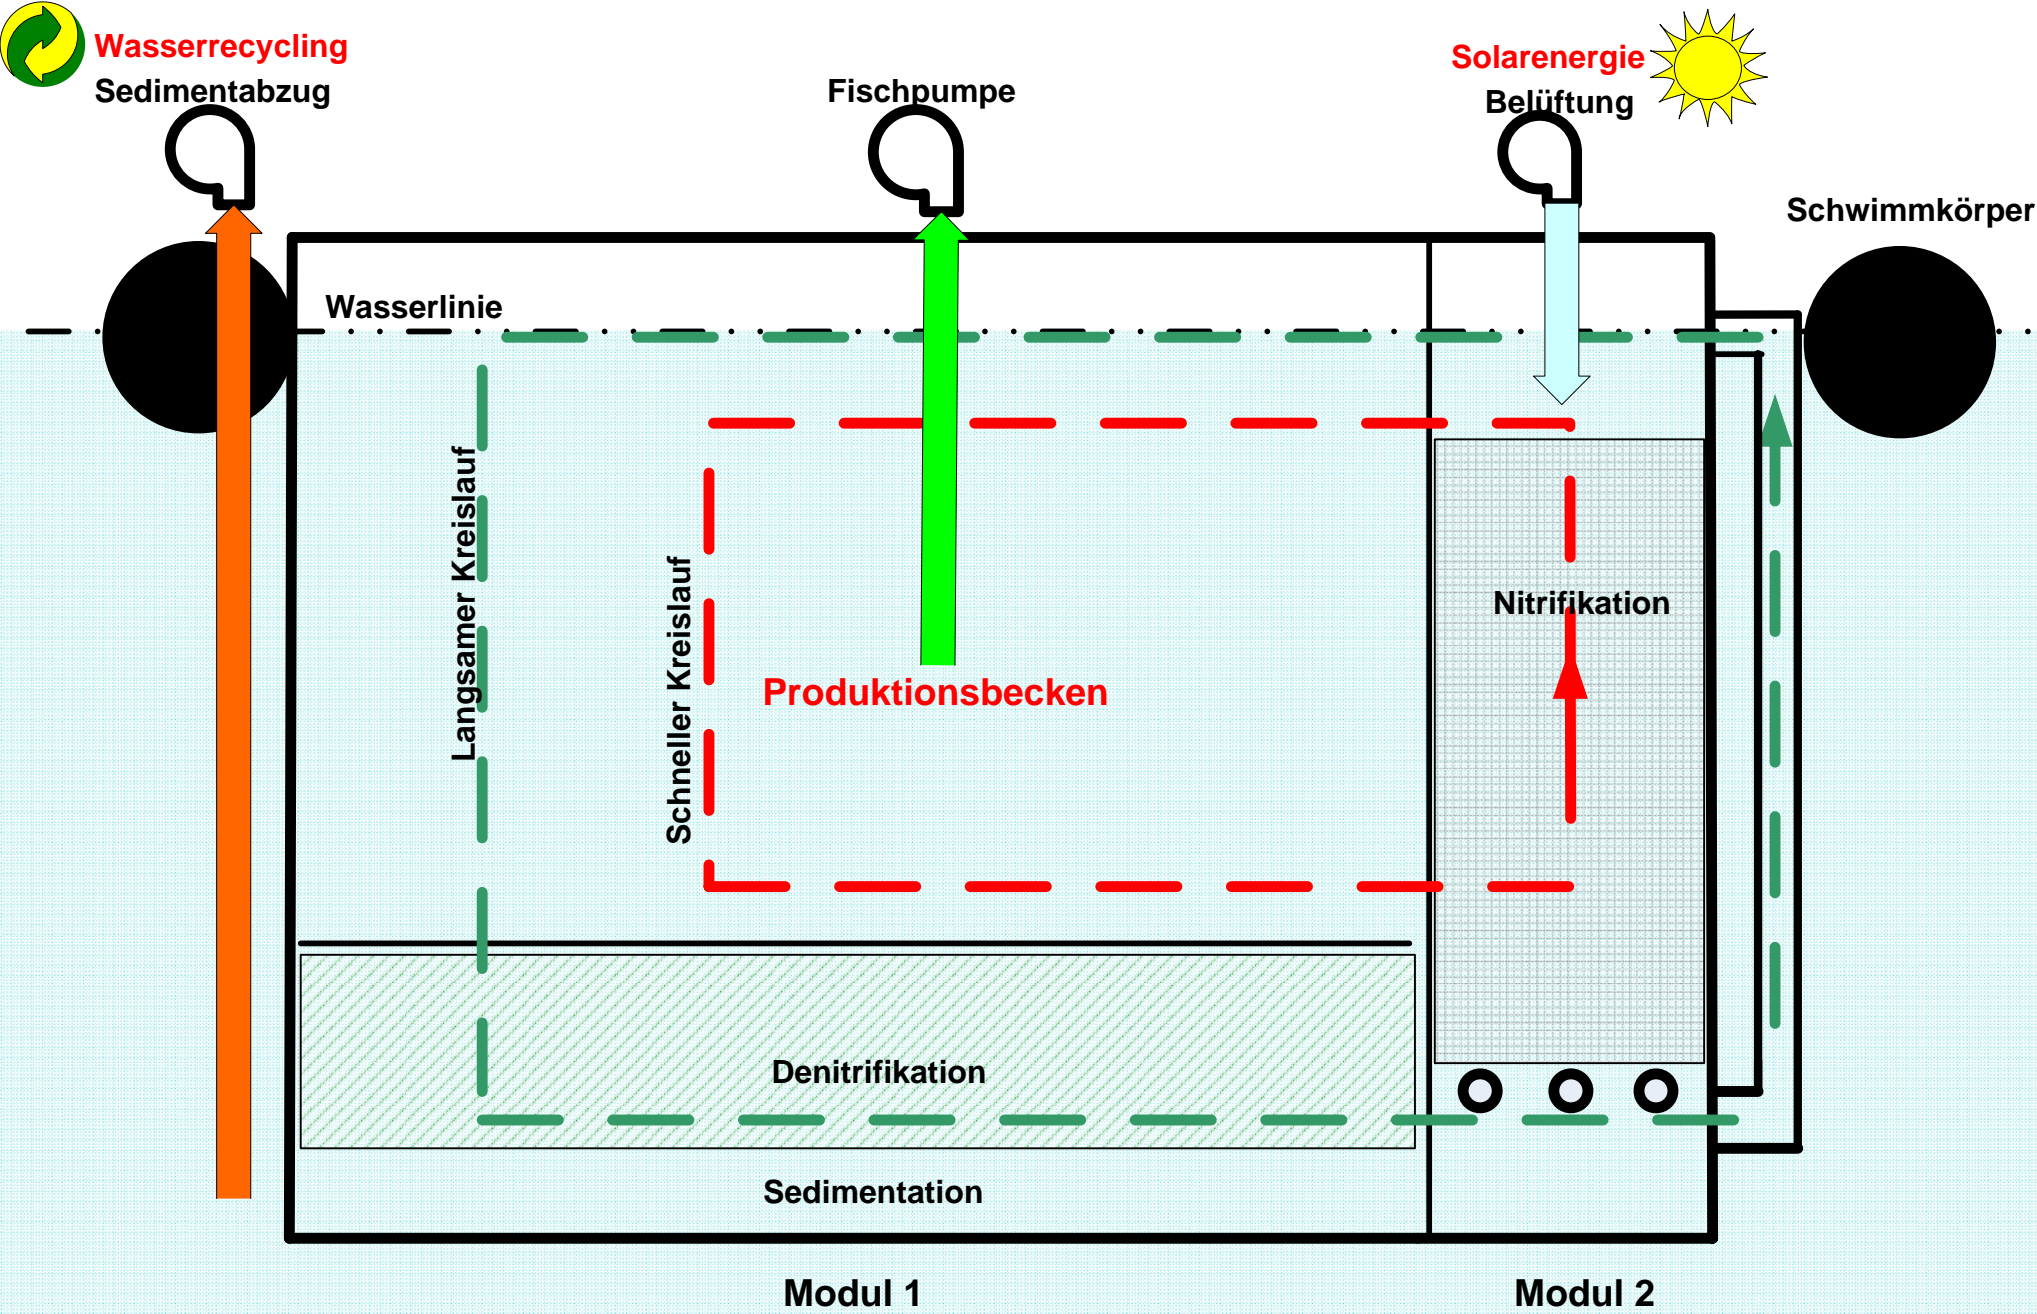 Wasserrecycling
Sedimentabzug
Fischpumpe
Solarenergie
Belüftung
Schwimmkörper
Wasserlinie
Langsamer Kreislauf
Schneller Kreislauf
Nitrifikation
Produktionsbecken
Denitrifikation
Sedimentation
Modul 1
Modul 2